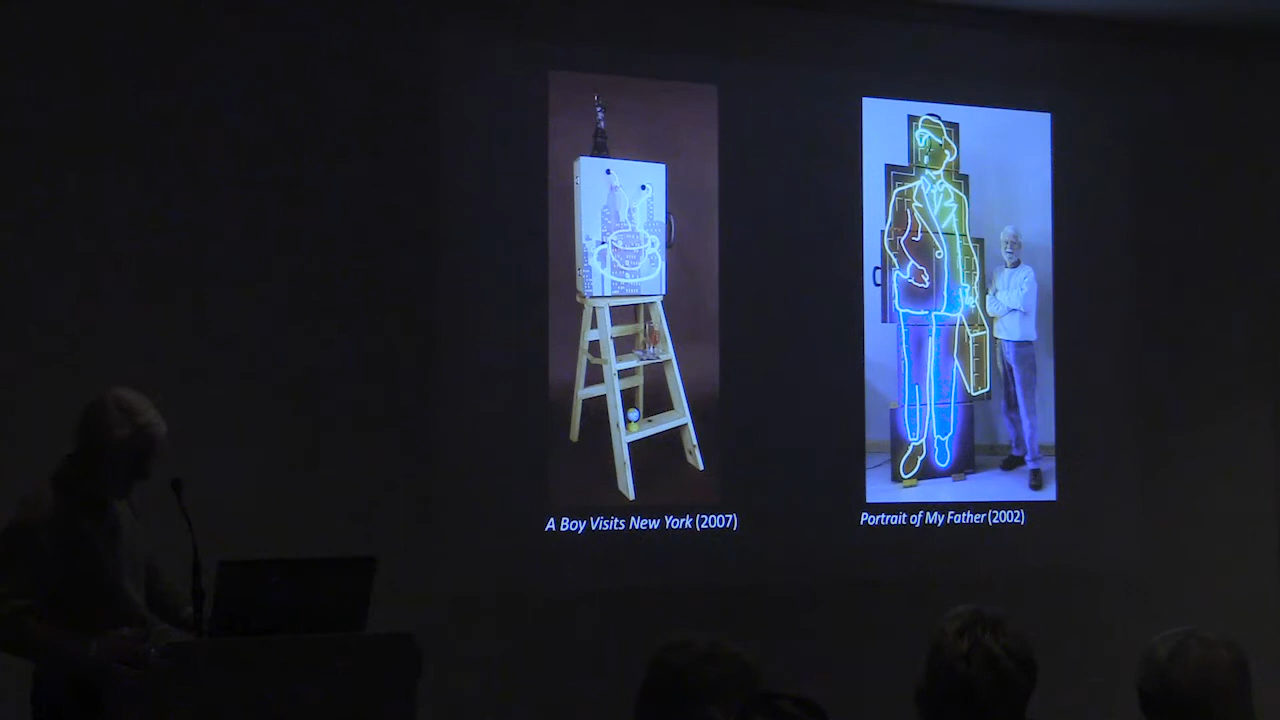 A Boy Visits New York (2007)
Portrait of My Father (2002)